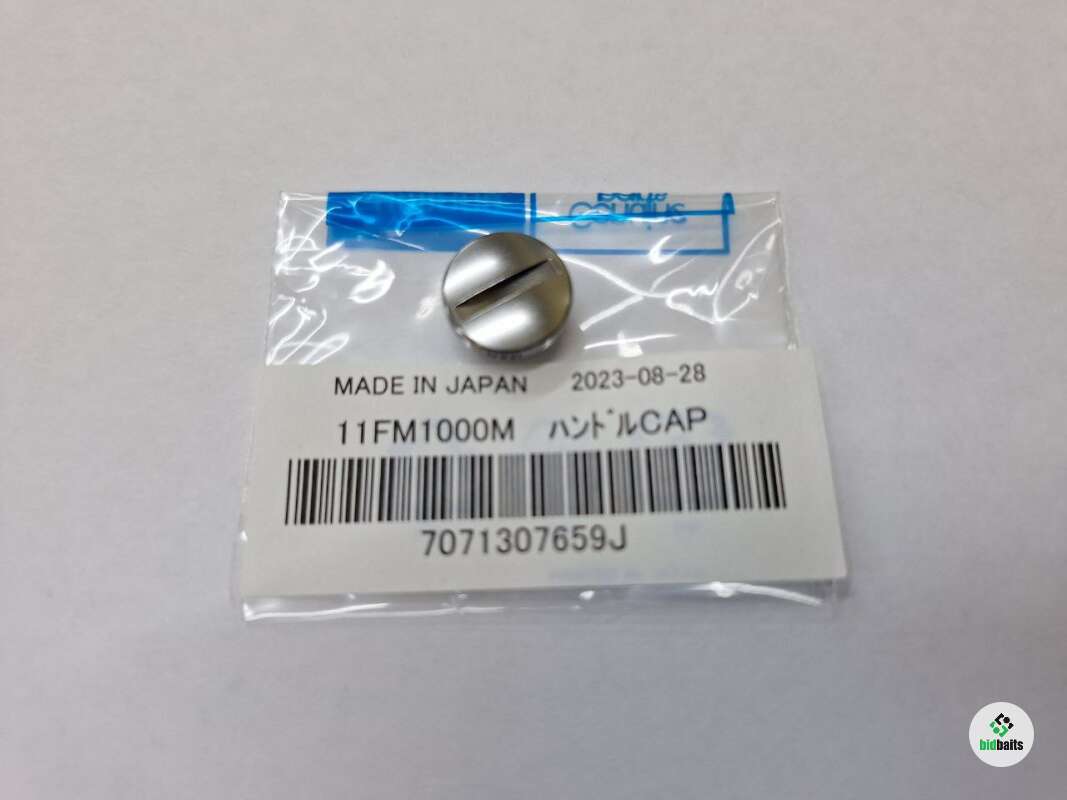 MADE IN JAPAN 2023-08-28
11FM1000M ﾊﾝﾄﾞﾙCAP
7071307659J
bidbaits